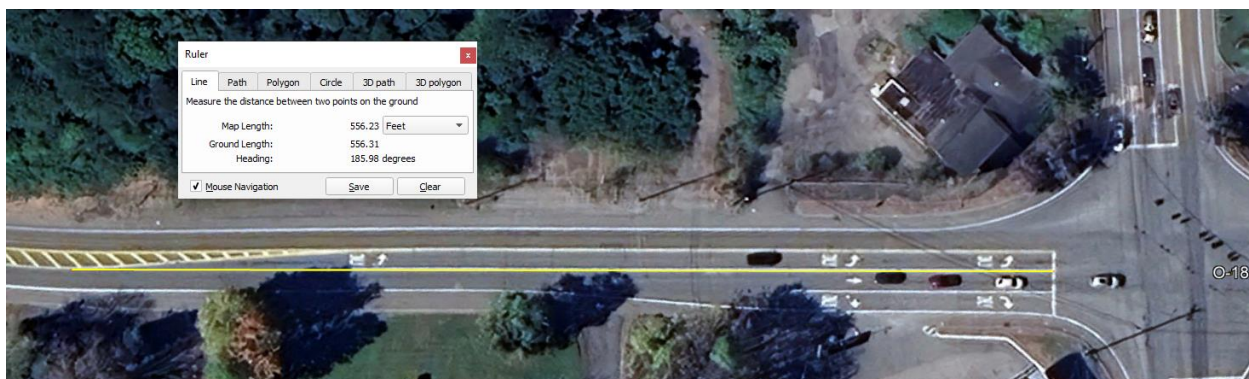 Ruler
Line Path Polygon Circle 3D path 3D polygon
Measure the distance between two points on the ground
Map Length: 556.23 Feet
Ground Length: 556.31
Heading: 185.98 degrees
Mouse Navigation Save Clear
O-18